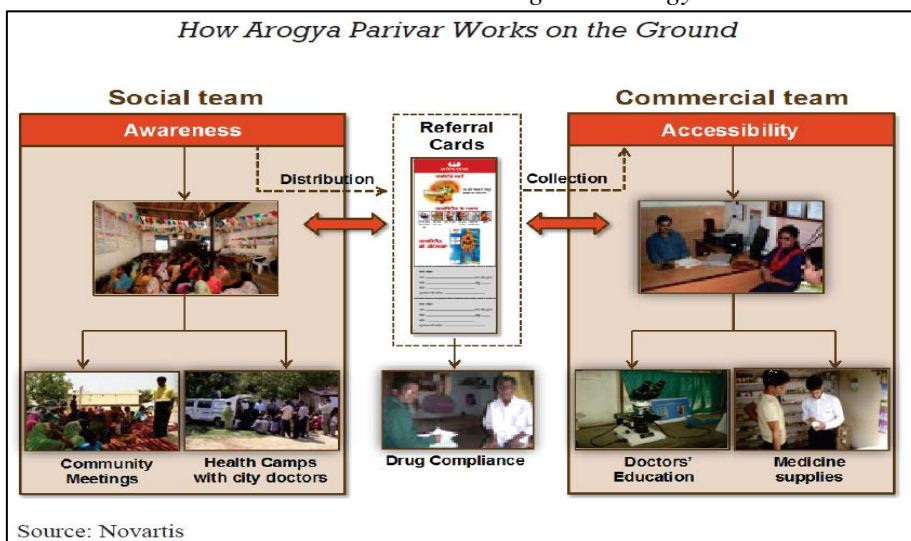 How Arogya Parivar Works on the Ground
Social team
Awareness
Referral
Cards
Commercial team
Accessibility
Distribution
Collection
Community
Meetings
Health Camps
with city doctors
Drug Compliance
Doctors'
Education
Medicine
supplies
Source: Novartis